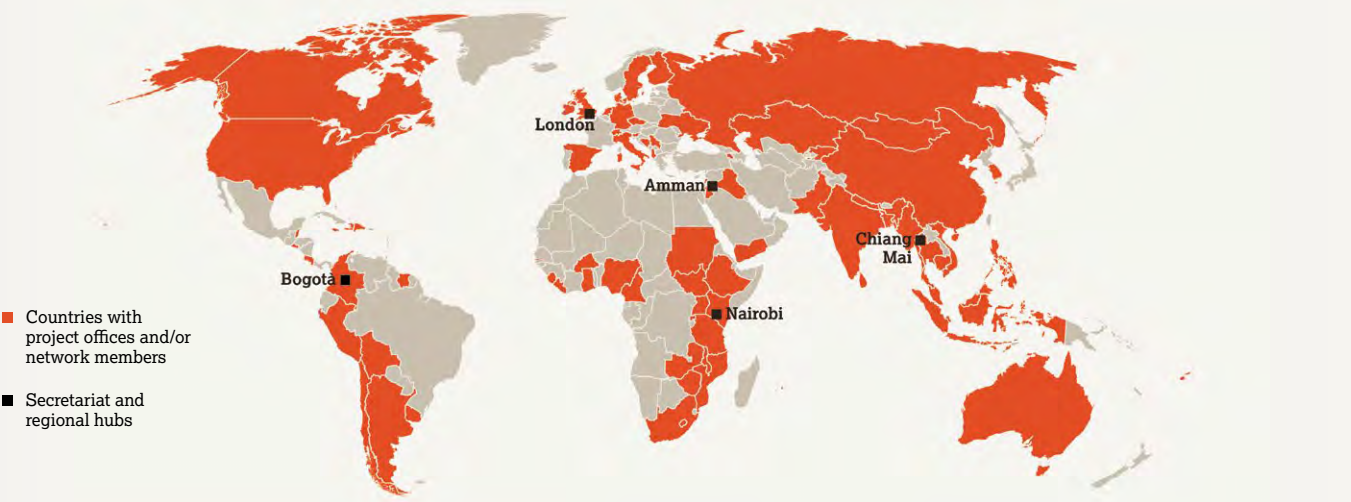 London
Amman
Chiang
Mai
Bogotá
Nairobi
Countries with
project offices and/or
network members
Secretariat and
regional hubs